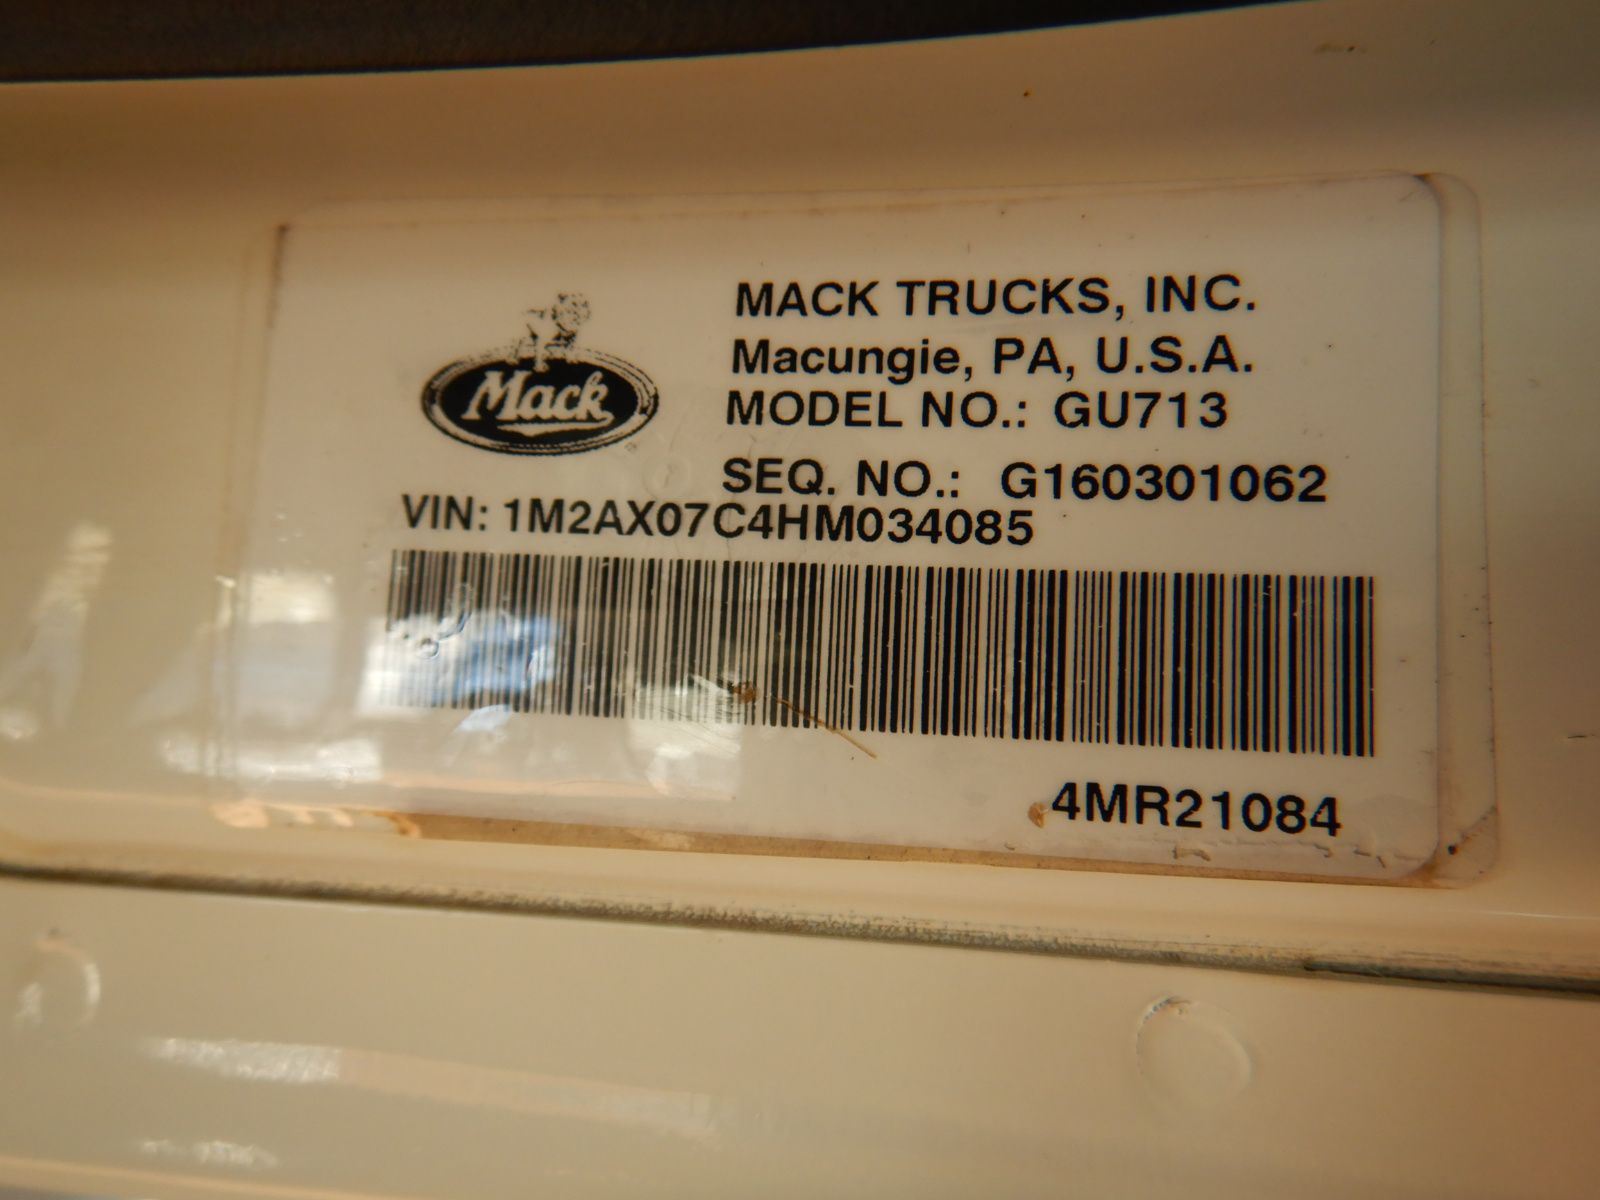 MACK TRUCKS, INC.
Macungie, PA, U.S.A.
Mack
MODEL NO.: GU713
SEQ. NO.: G160301062
VIN: 1M2AX07C4HM034085
4MR21084